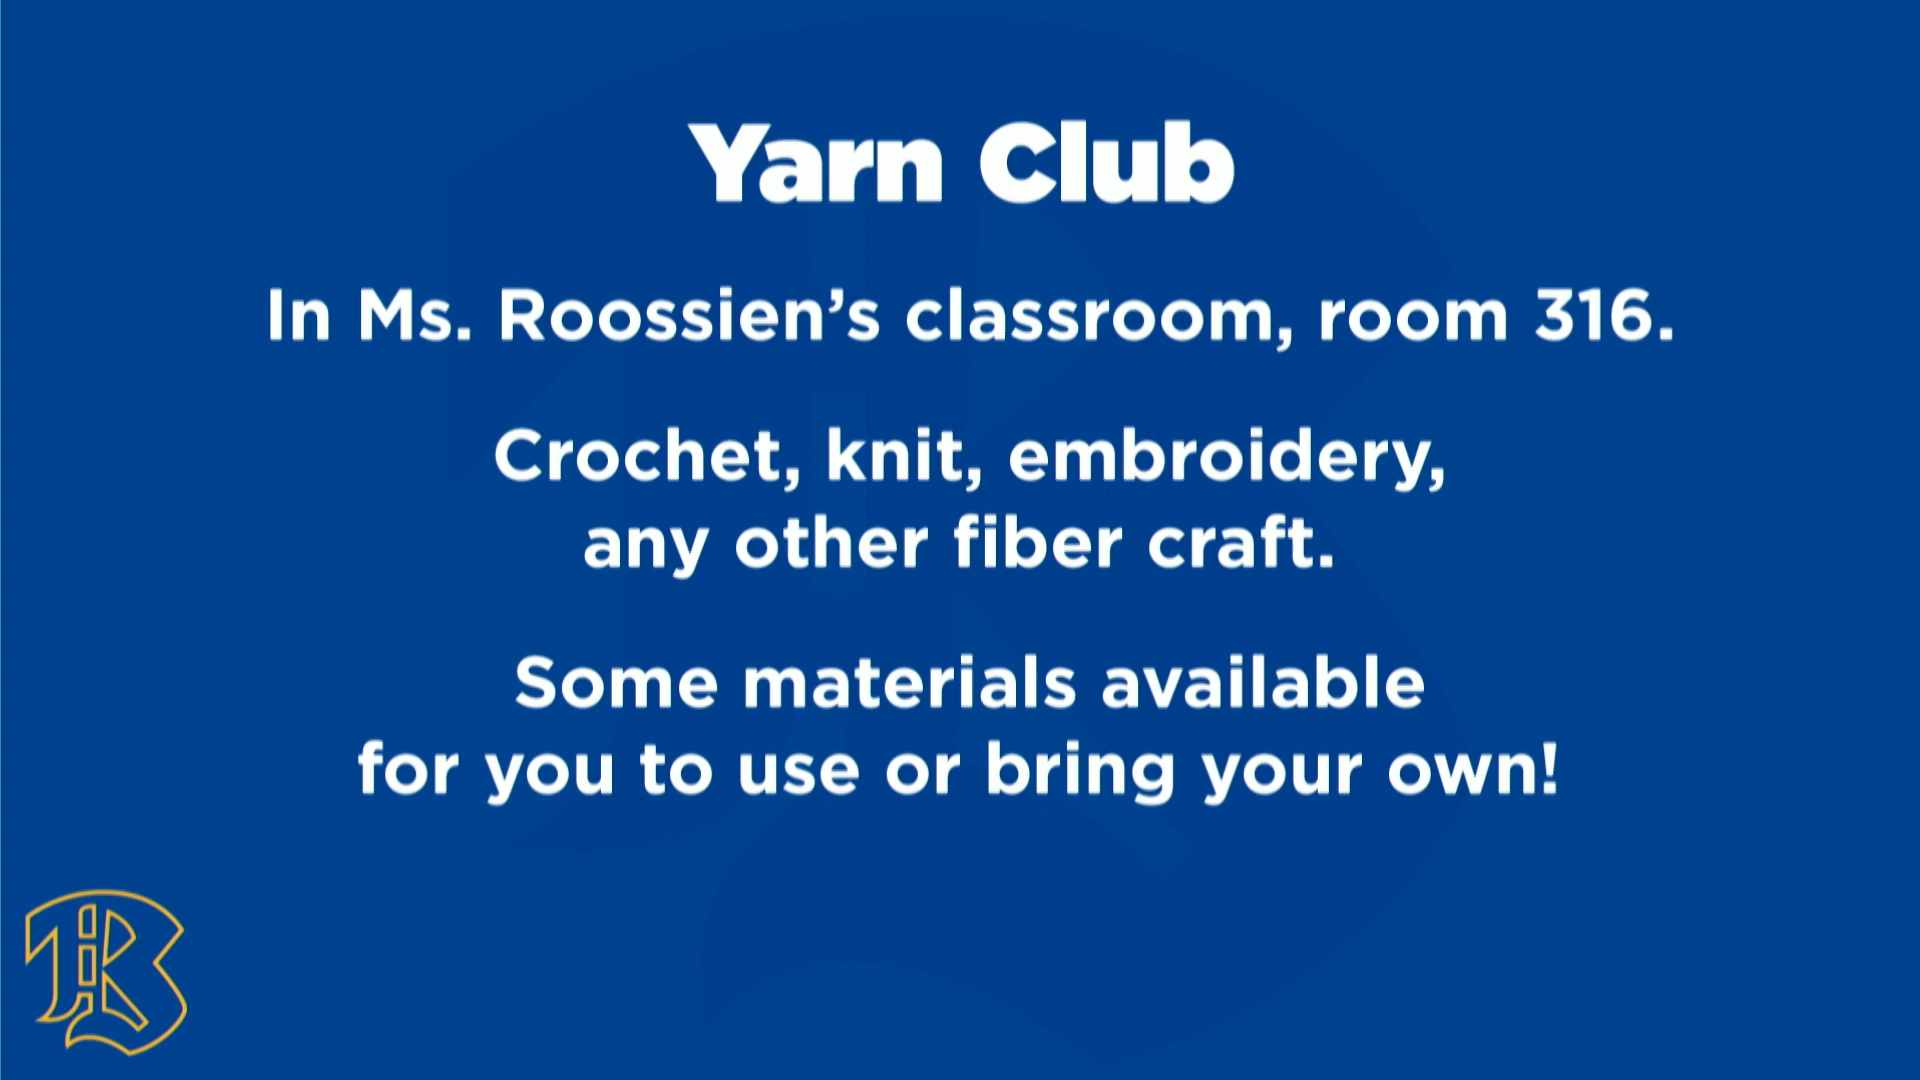 Yarn Club
In Ms. Roossien’s classroom, room 316.
Crochet, knit, embroidery,
any other fiber craft.
Some materials available
for you to use or bring your own!
B